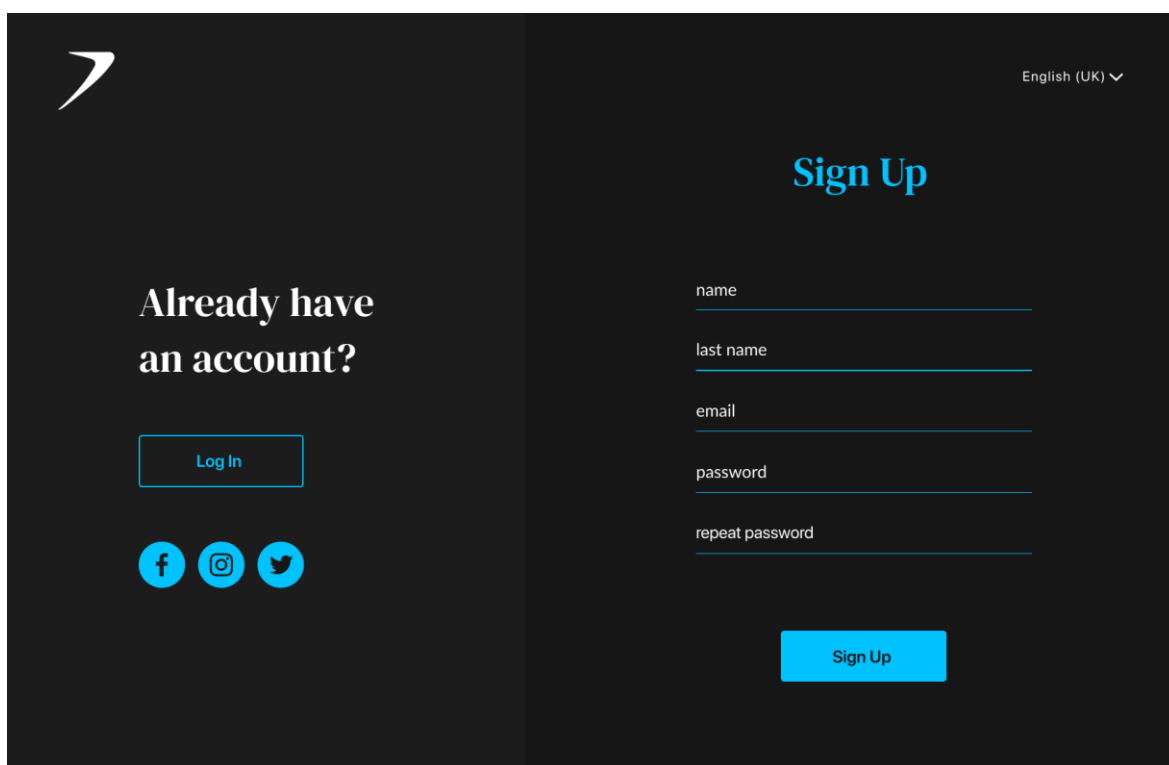 English (UK)
Sign Up
Already have
an account?
Log In
name
last name
email
password
repeat password
Sign Up